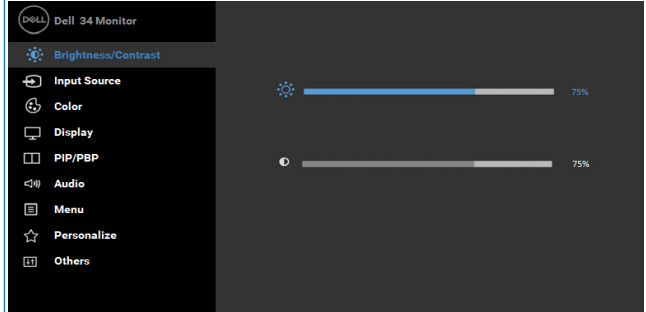 DELL Dell 34 Monitor
Brightness/Contrast
Input Source
75%
Color
Display
PIP/PBP
75%
Audio
Menu
Personalize
Others